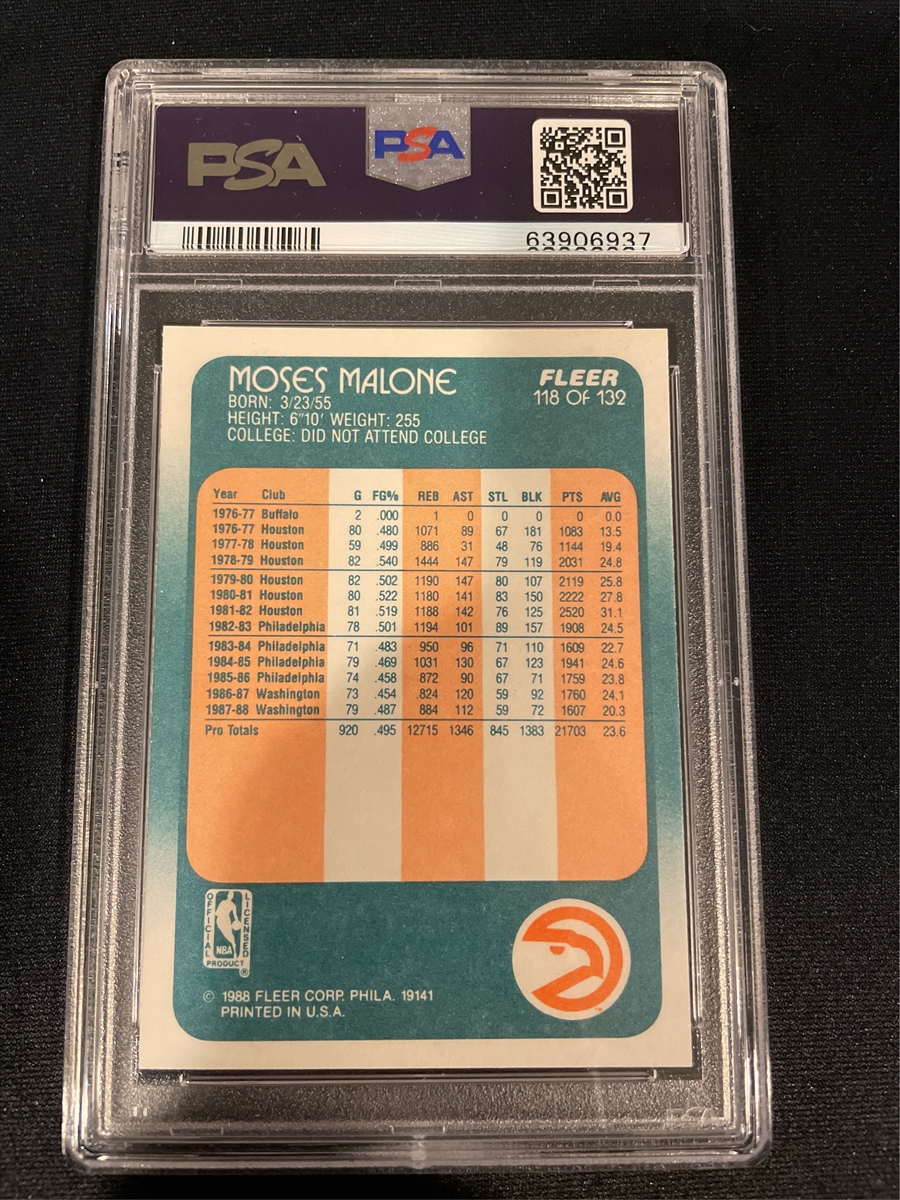 PSA PSA
63906937
MOSES MALONE FLEER
BORN: 3/23/55 118 OF 132
HEIGHT: 6"10' WEIGHT: 255
COLLEGE: DID NOT ATTEND COLLEGE
Year Club G FG% REB AST STL BLK PTS AVG
1976-77 Buffalo 2 .000 1 0 0 0 0 0.0
1976-77 Houston 80 .480 1071 89 67 181 1083 13.5
1977-78 Houston 59 .499 886 31 48 76 1144 19.4
1978-79 Houston 82 .540 1444 147 79 119 2031 24.8
1979-80 Houston 82 .502 1190 147 80 107 2119 25.8
1980-81 Houston 80 .522 1180 141 83 150 2222 27.8
1981-82 Houston 81 .519 1188 142 76 125 2520 31.1
1982-83 Philadelphia 78 .501 1194 101 89 157 1908 24.5
1983-84 Philadelphia 71 .483 950 96 71 110 1609 22.7
1984-85 Philadelphia 79 .469 1031 130 67 123 1941 24.6
1985-86 Philadelphia 74 .458 872 90 67 71 1759 23.8
1986-87 Washington 73 .454 .824 120 59 92 1760 24.1
1987-88 Washington 79 .487 884 112 59 72 1607 20.3
Pro Totals 920 .495 12715 1346 845 1383 21703 23.6
OFFICIAL LICENSED
NBA
PRODUCT ®
© 1988 FLEER CORP. PHILA. 19141
PRINTED IN U.S.A.
TM
PSA